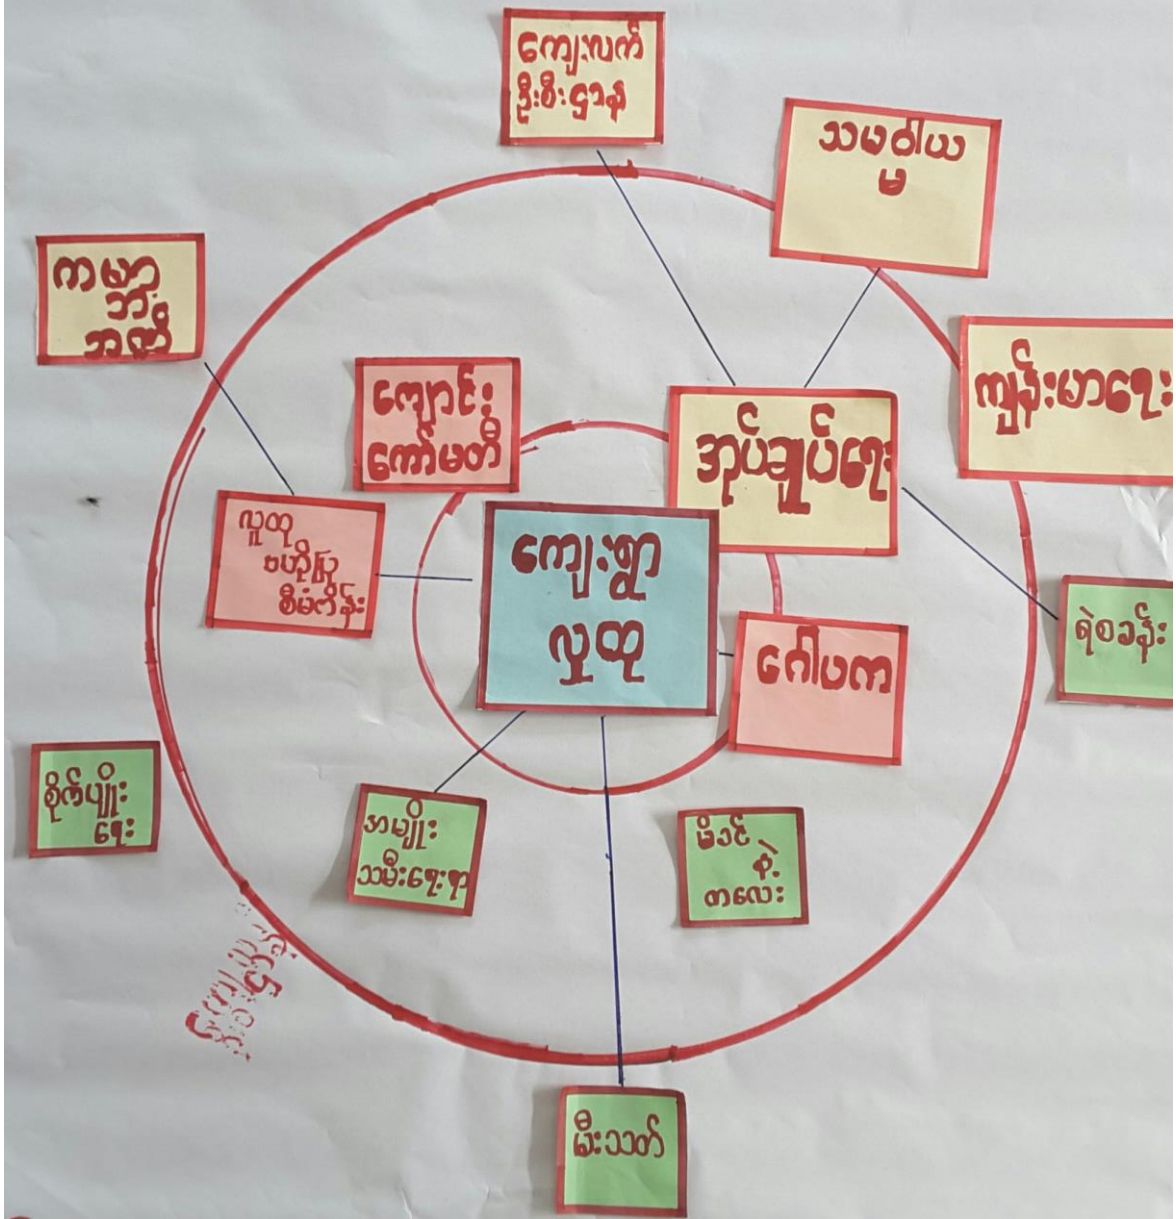 ကျေးလက်
ဦးစီးဌာန
သမဝါယ
မ
ကမ္ဘာ့
ဘဏ်
ကျန်းမာရေး
ကျောင်း
ကော်မတီ
အုပ်ချုပ်ရေး
လူထု
ဗဟိုပြု
စီမံကိန်း
ကျေးရွာ
လူထု
ဂေါပက
ရဲစခန်း
စိုက်ပျိုး
ရေး
အမျိုး
သမီးရေးရာ
မိခင်
နဲ့
ကလေး
မီးသတ်